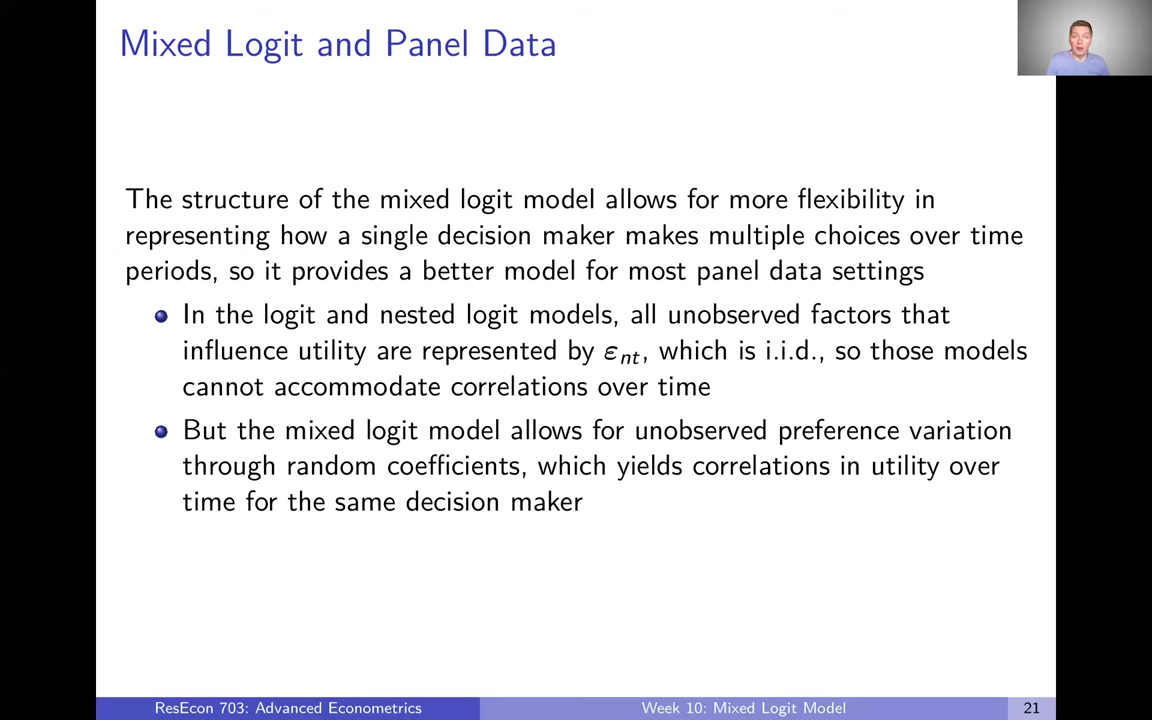 Mixed Logit and Panel Data
The structure of the mixed logit model allows for more flexibility in
representing how a single decision maker makes multiple choices over time
periods, so it provides a better model for most panel data settings
In the logit and nested logit models, all unobserved factors that
influence utility are represented by εnt, which is i.i.d., so those models
cannot accommodate correlations over time
But the mixed logit model allows for unobserved preference variation
through random coefficients, which yields correlations in utility over
time for the same decision maker
ResEcon 703: Advanced Econometrics Week 10: Mixed Logit Model 21